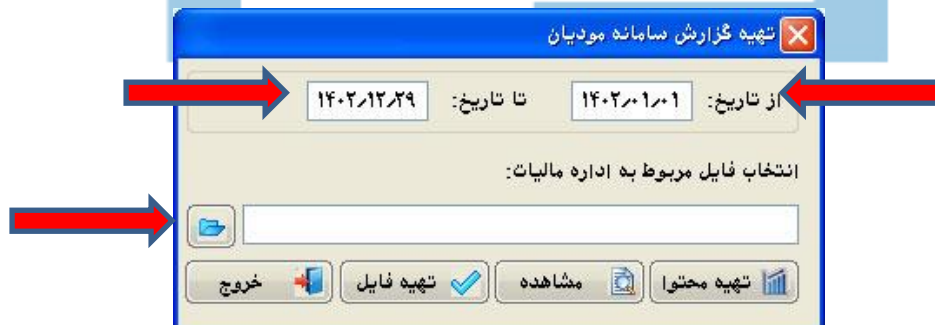 تهیه گزارش سامانه مودیان
از تاریخ: ۱۴۰۲/۰۱/۰۱ تا تاریخ: ۱۴۰۲/۱۲/۲۹
انتخاب فایل مربوط به اداره مالیات:
تهیه محتوا مشاهده تهیه فایل خروج